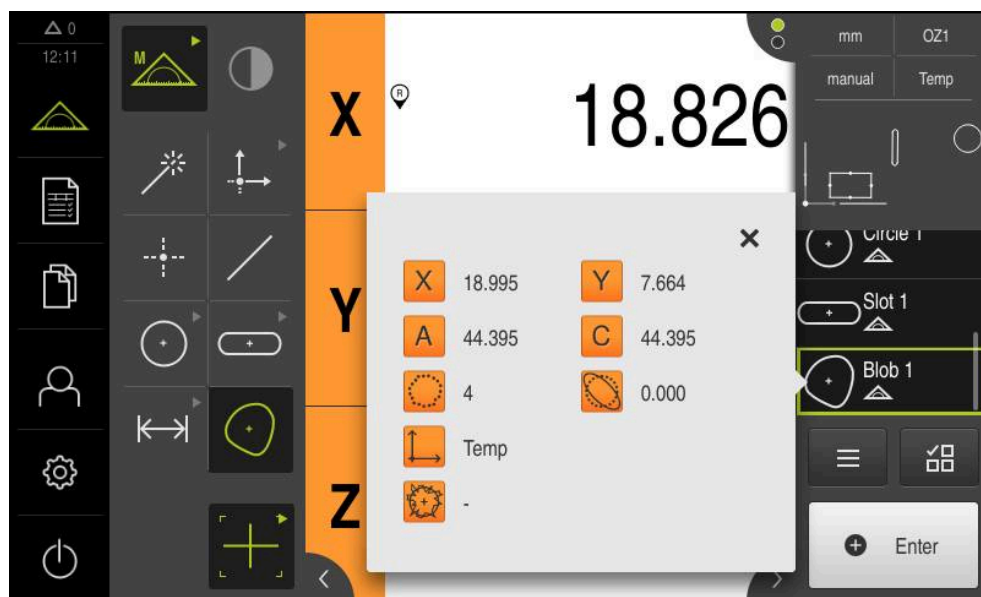 0
12:11
M
X
R
18.826
mm
OZ1
manual
Temp
Y
Z
X
18.995
Y
7.664
A
44.395
C
44.395
4
0.000
Temp
-
Circle 1
Slot 1
Blob 1
Enter